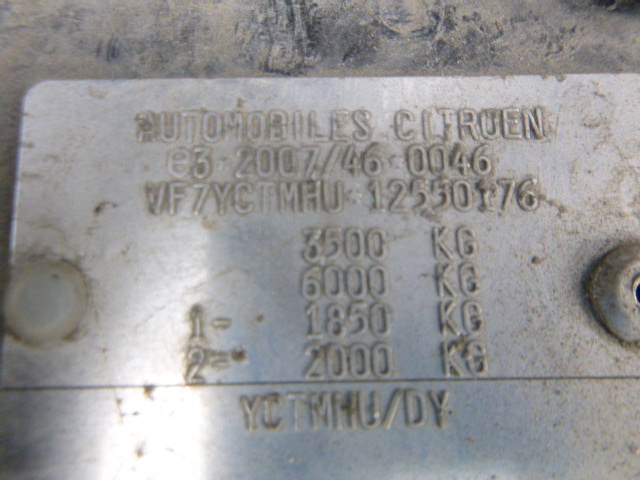 AUTOMOBILES CITROEN
e3 2007/46 0046
VF7YCTMHU 12550176
3500 KG
6000 KG
1- 1850 KG
2- 2000 KG
YCTMHU/DY